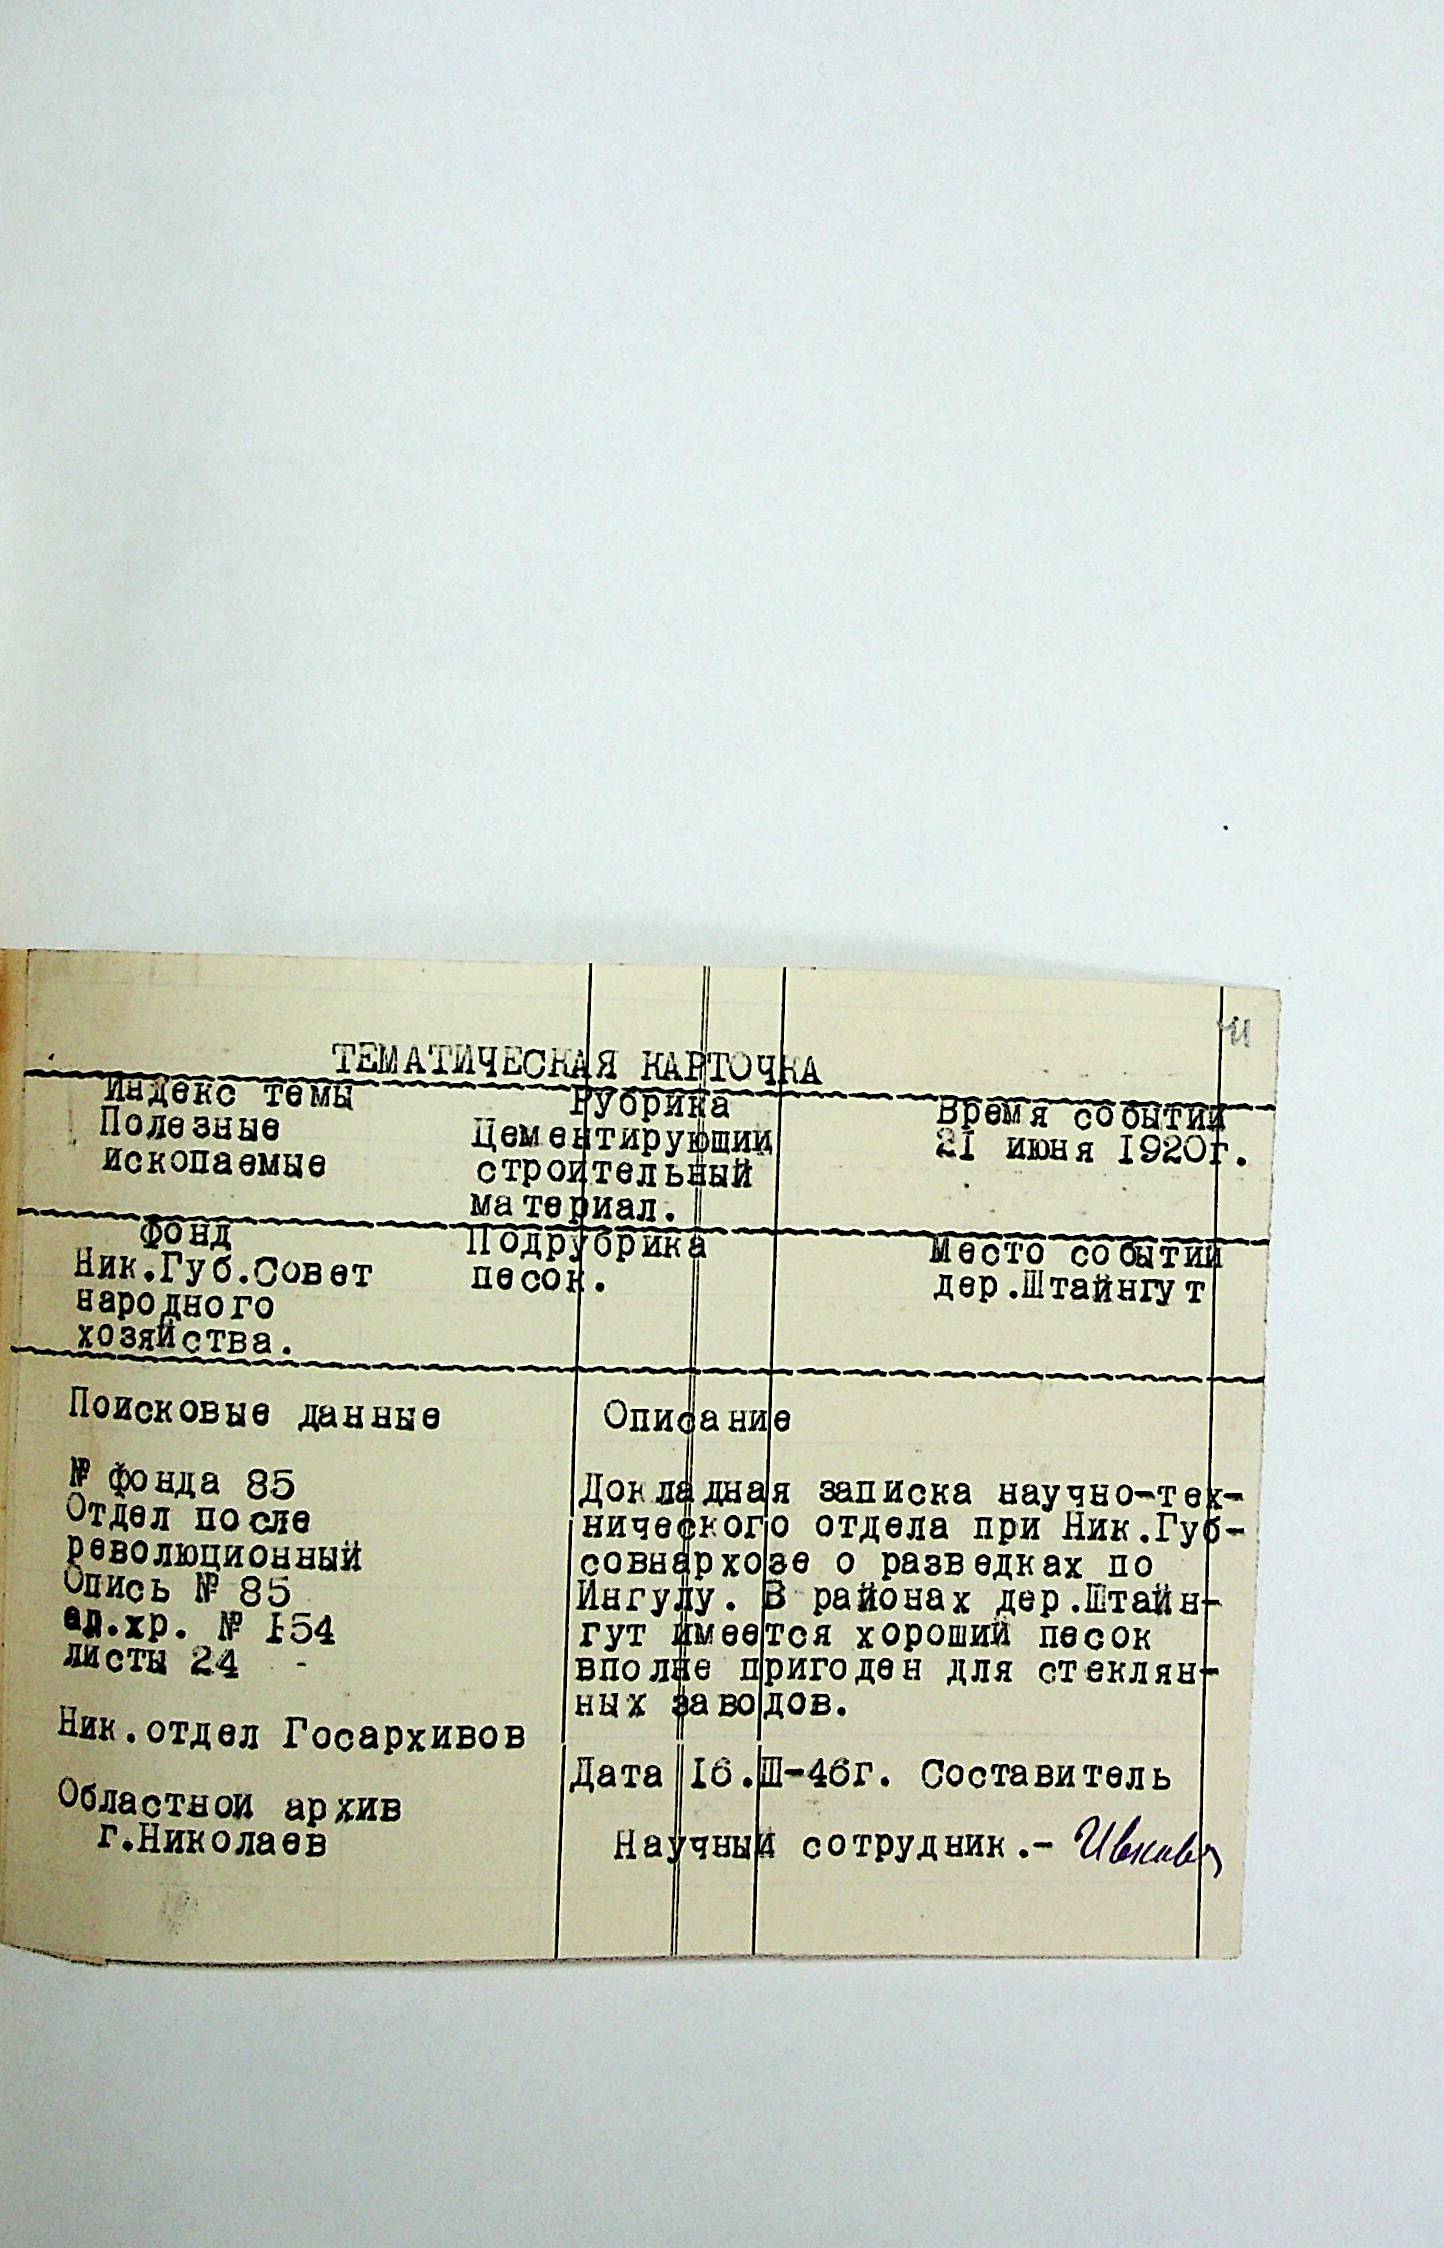 11
ТЕМАТИЧЕСКАЯ КАРТОЧКА
Индекс темы
Полезные
ископаемые
Рубрика
Цементирующий
строительный
материал.
Время событий
21 июня 1920г.
Фонд
Ник.Губ.Совет
народного
хозяйства.
Подрубрика
песок.
Место событий
дер.Штайнгут
Поисковые данные
№ фонда 85
Отдел после
революционный
Опись № 85
ед.хр. № 154
листы 24 -
Ник.отдел Госархивов
Областной архив
г.Николаев
Описание
Докладная записка научно-тех-
нического отдела при Ник.Губ-
совнархозе о разведках по
Ингулу. В районах дер.Штайн-
гут имеется хороший песок
вполне пригоден для стеклян-
ных заводов.
Дата 16.Ш-46г. Составитель
Научный сотрудник.-